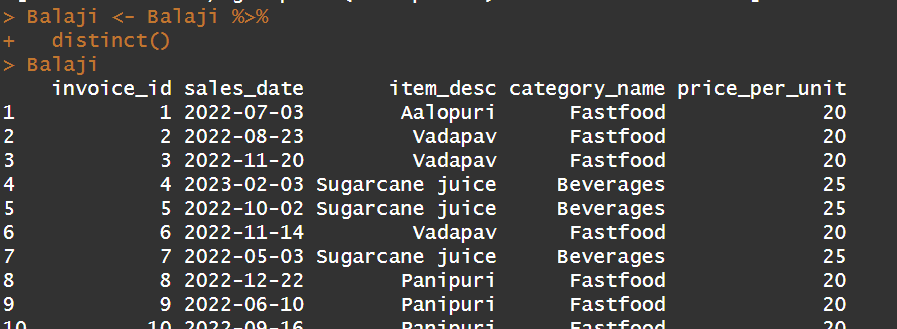 > Balaji <- Balaji %>%
+   distinct()
> Balaji
    invoice_id sales_date       item_desc category_name price_per_unit
1            1 2022-07-03        Aalopuri      Fastfood             20
2            2 2022-08-23         Vadapav      Fastfood             20
3            3 2022-11-20         Vadapav      Fastfood             20
4            4 2023-02-03 Sugarcane juice     Beverages             25
5            5 2022-10-02 Sugarcane juice     Beverages             25
6            6 2022-11-14         Vadapav      Fastfood             20
7            7 2022-05-03 Sugarcane juice     Beverages             25
8            8 2022-12-22        Panipuri      Fastfood             20
9            9 2022-06-10        Panipuri      Fastfood             20
10          10 2022-09-16        Panipuri      Fastfood             20